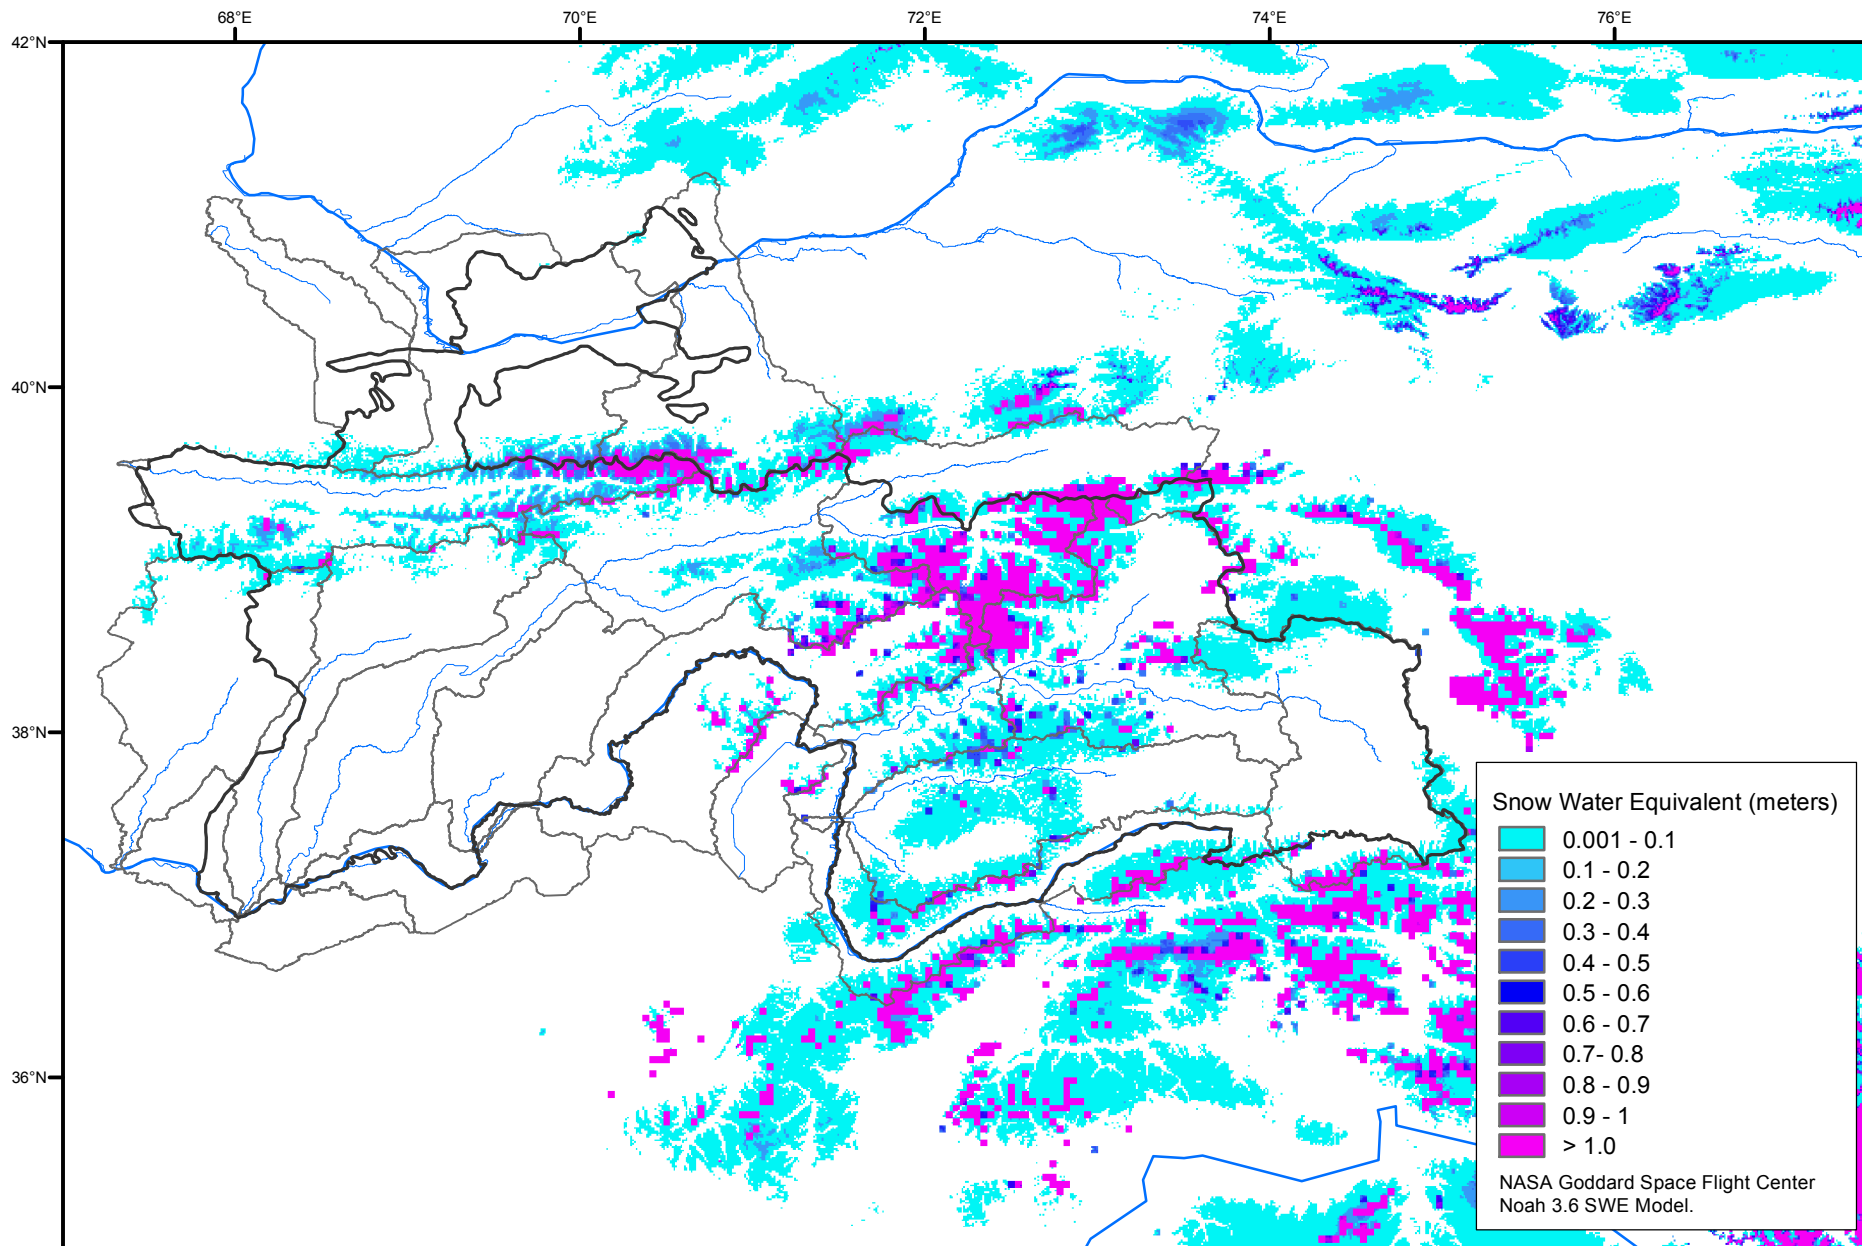 68°E
70°E
72°E
74°E
76°E
42°N
40°N
38°N
36°N
Snow Water Equivalent (meters)
0.001 - 0.1
0.1 - 0.2
0.2 - 0.3
0.3 - 0.4
0.4 - 0.5
0.5 - 0.6
0.6 - 0.7
0.7- 0.8
0.8 - 0.9
0.9 - 1
> 1.0
NASA Goddard Space Flight Center
Noah 3.6 SWE Model.